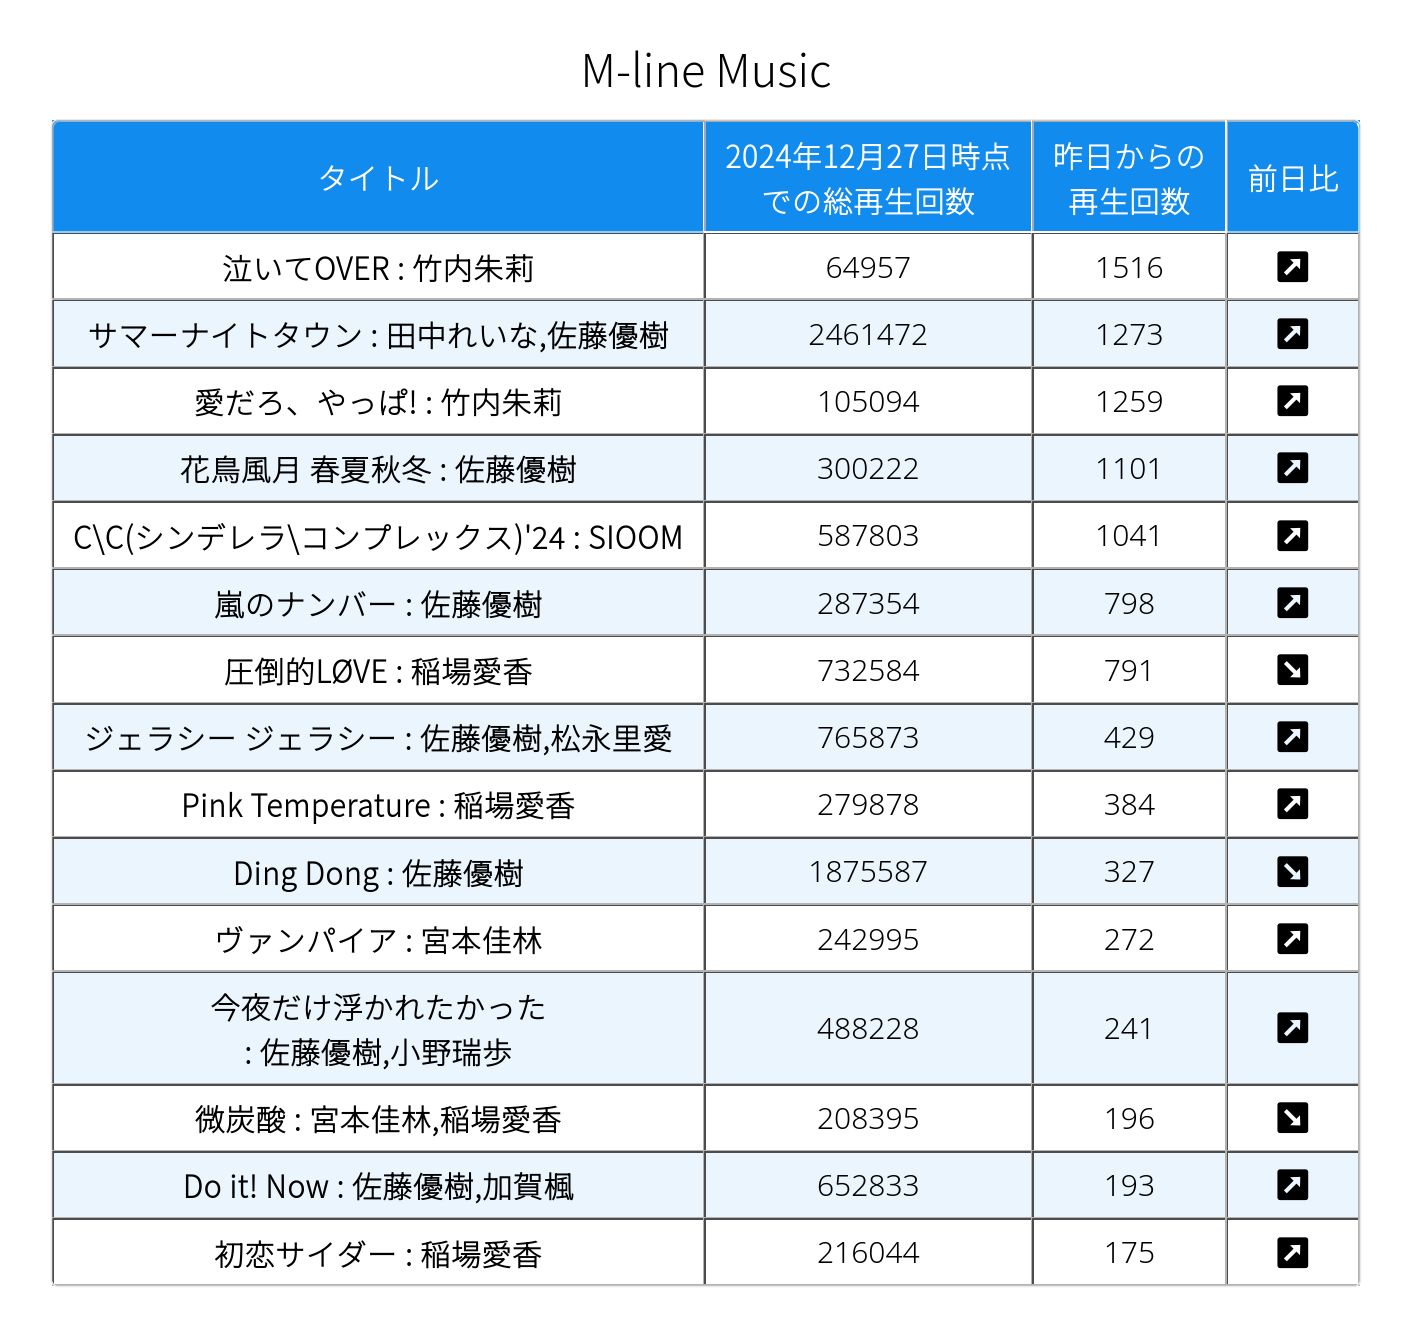 M-line Music
タイトル
2024年12月27日時点
での総再生回数
昨日からの
再生回数
前日比
泣いてOVER : 竹内朱莉 64957 1516 ↗
サマーナイトタウン : 田中れいな,佐藤優樹 2461472 1273 ↗
愛だろ、やっぱ! : 竹内朱莉 105094 1259 ↗
花鳥風月 春夏秋冬 : 佐藤優樹 300222 1101 ↗
C\C(シンデレラ\コンプレックス)'24 : SIOOM 587803 1041 ↗
嵐のナンバー : 佐藤優樹 287354 798 ↗
圧倒的LØVE : 稲場愛香 732584 791 ↘
ジェラシー ジェラシー : 佐藤優樹,松永里愛 765873 429 ↗
Pink Temperature : 稲場愛香 279878 384 ↗
Ding Dong : 佐藤優樹 1875587 327 ↘
ヴァンパイア : 宮本佳林 242995 272 ↗
今夜だけ浮かれたかった
: 佐藤優樹,小野瑞歩 488228 241 ↗
微炭酸 : 宮本佳林,稲場愛香 208395 196 ↘
Do it! Now : 佐藤優樹,加賀楓 652833 193 ↗
初恋サイダー : 稲場愛香 216044 175 ↗